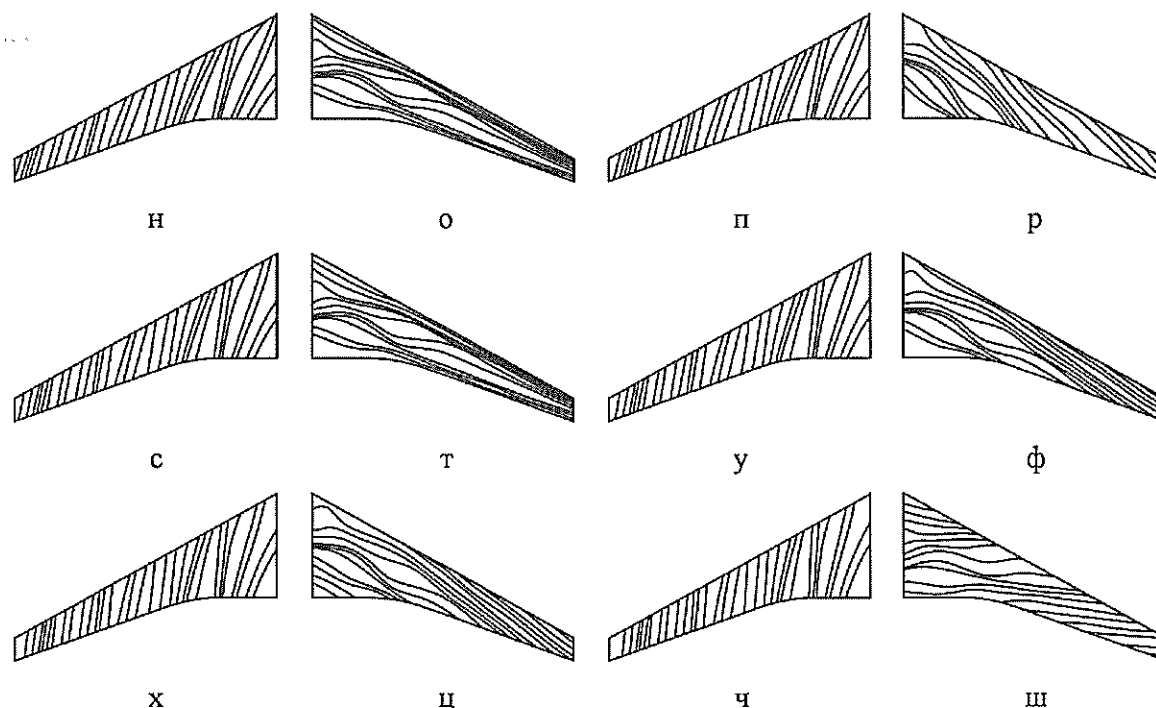 н о п р
с т у ф
х ц ч ш